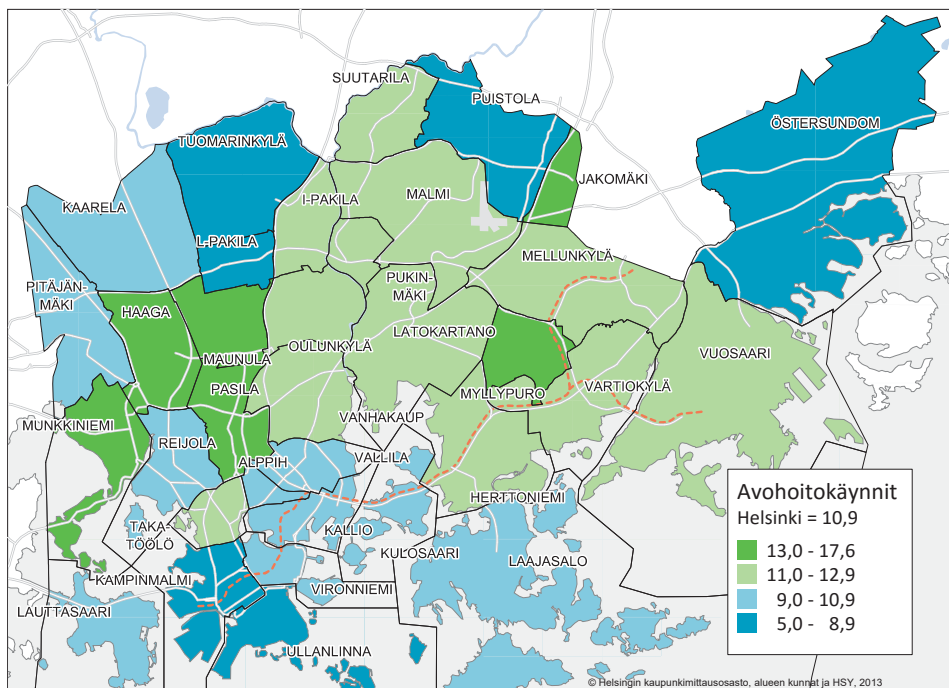 SUUTARILA
PUISTOLA
ÖSTERSUNDOM
TUOMARINKYLÄ
JAKOMÄKI
I-PAKILA
MALMI
KAARELA
L-PAKILA
MELLUNKYLÄ
PITÄJÄN-
MÄKI
PUKIN-
MÄKI
HAAGA
LATOKARTANO
OULUNKYLÄ
MAUNULA
VUOSAARI
PASILA
MYLLYPURO
VARTIOKYLÄ
VANHAKAUP
MUNKKINIEMI
REIJOLA
ALPPIH
VALLILA
HERTTONIEMI
TAKA-
TÖÖLÖ
KALLIO
KULOSAARI
LAAJASALO
KAMPINMALMI
VIRONNIEMI
LAUTTASAARI
ULLANLINNA
Avohoitokäynnit
Helsinki = 10,9
13,0 - 17,6
11,0 - 12,9
9,0 - 10,9
5,0 - 8,9
© Helsingin kaupunkimittausosasto, alueen kunnat ja HSY, 2013